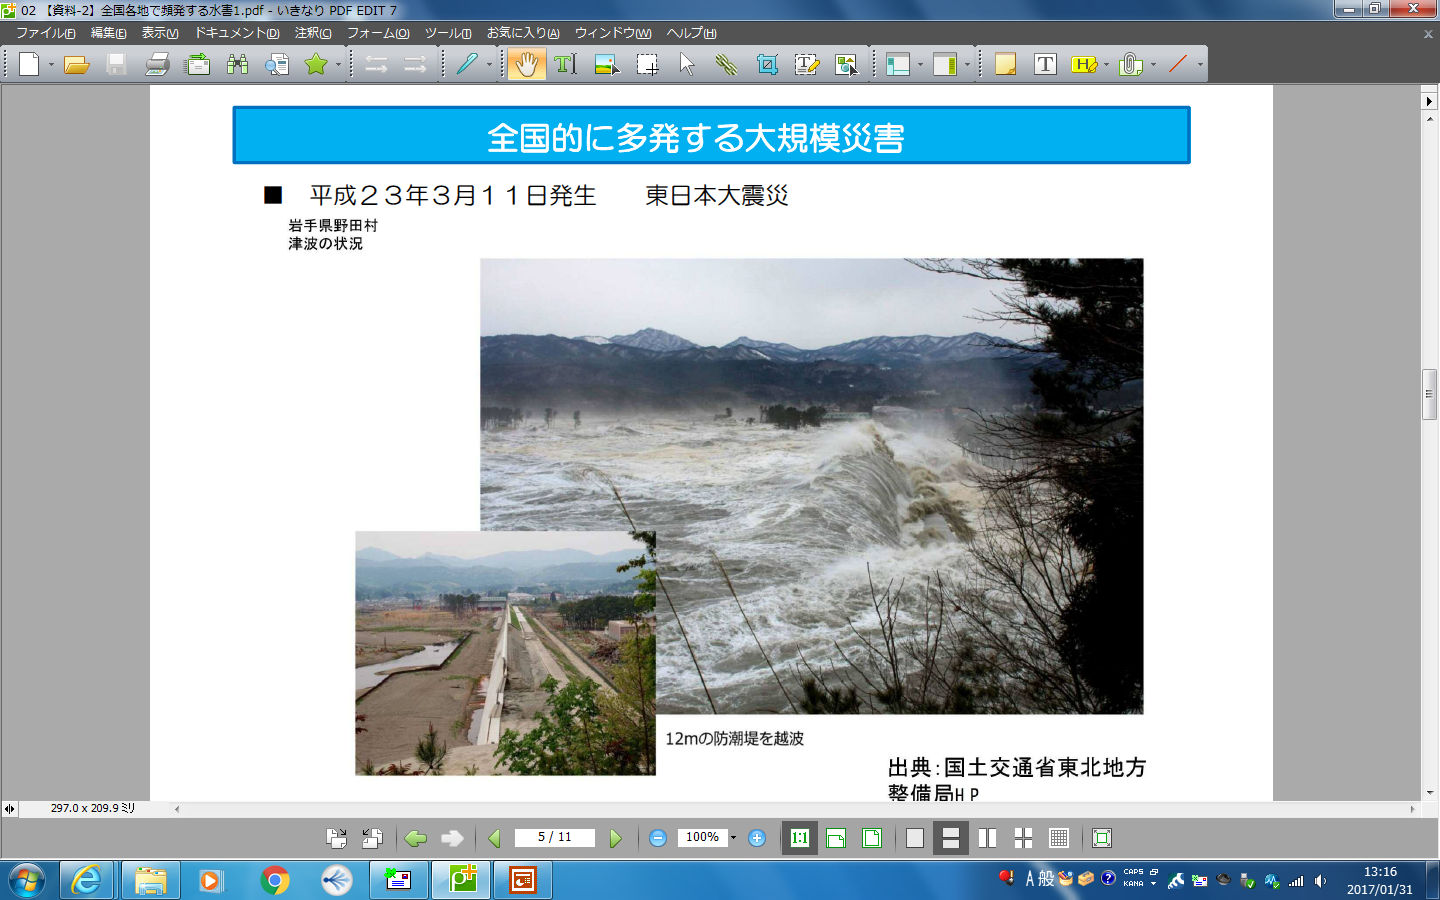 02 【資料-2】全国各地で頻発する水害1.pdf - いきなり PDF EDIT 7
ファイル(F) 編集(E) 表示(V) ドキュメント(D) 注釈(C) フォーム(O) ツール(T) お気に入り(A) ウィンドウ(W) ヘルプ(H)
全国的に多発する大規模災害
■ 平成２３年３月１１日発生　東日本大震災
岩手県野田村
津波の状況
12mの防潮堤を越波
出典：国土交通省東北地方
整備局ＨＰ
297.0 x 209.9 ミリ
5 / 11
100%
1:1
A 般
CAPS
KANA
13:16
2017/01/31